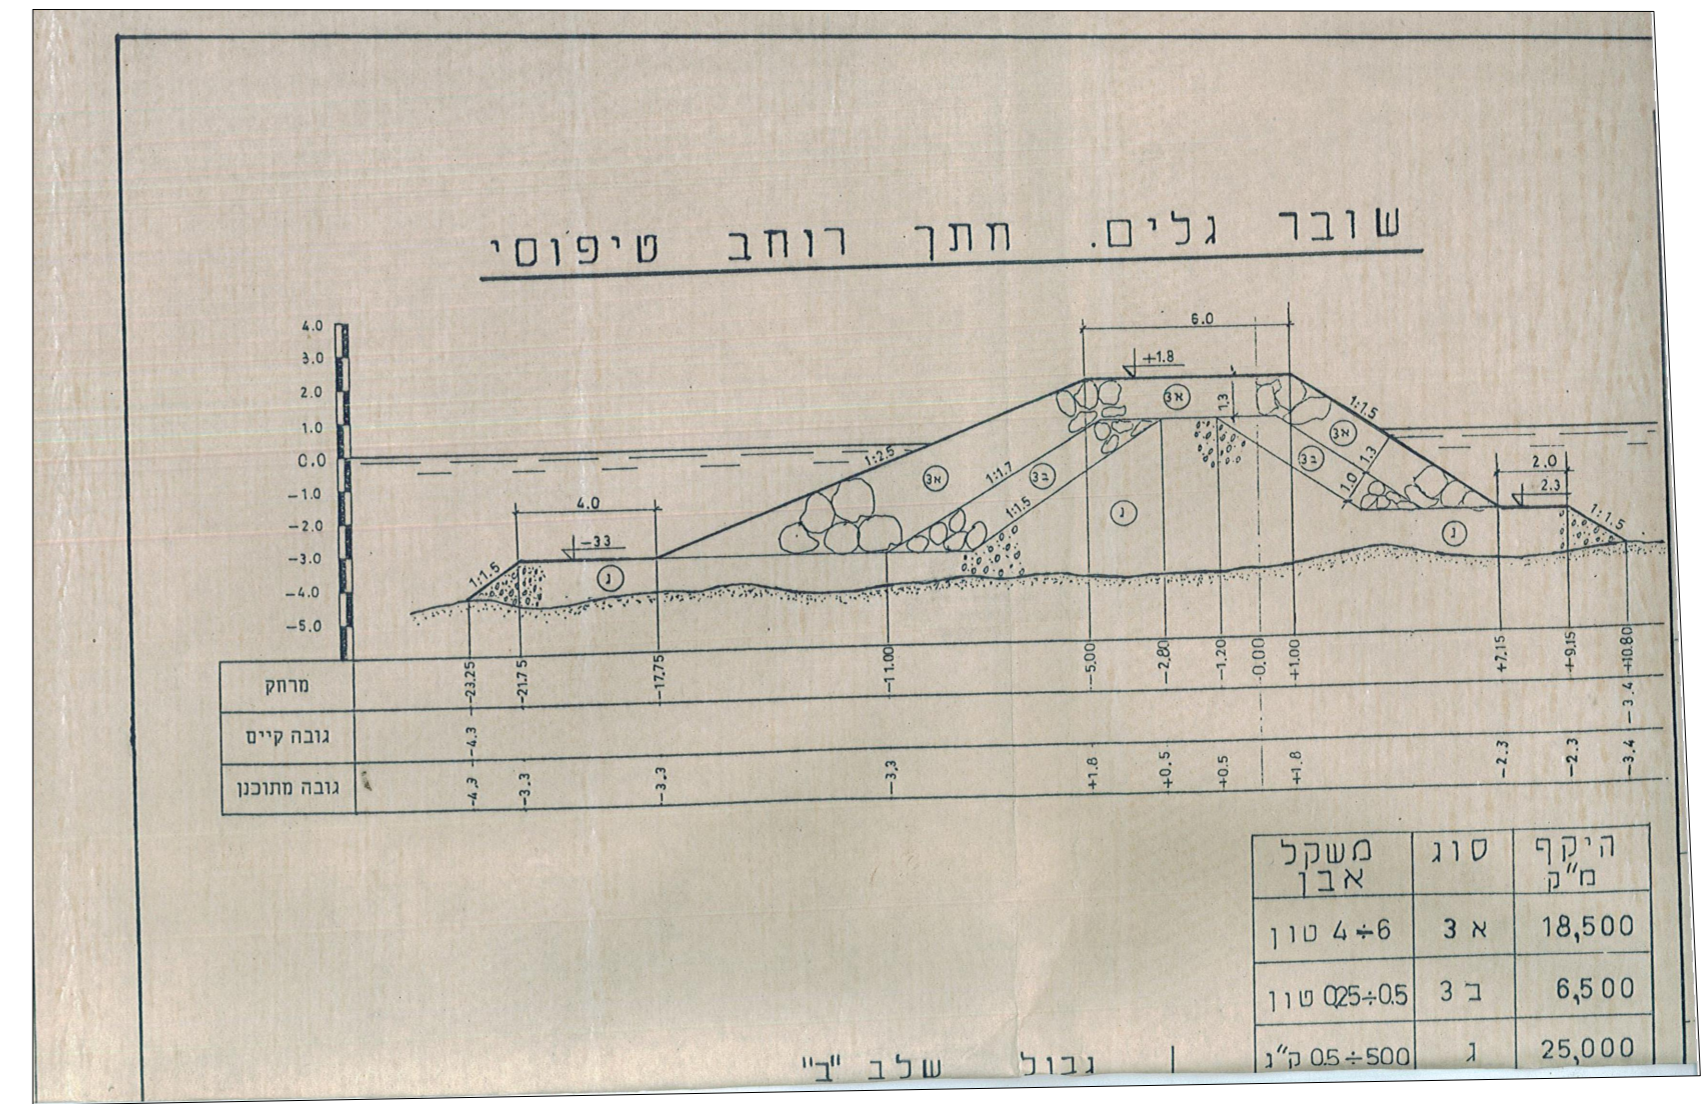 שובר גלים. חתך רוחב טיפוסי
6.0
4.0
3.0
2.0
1.0
0.0
-1.0
-2.0
-3.0
-4.0
-5.0
+1.8
א3
1.3
1:1.5
א3
1:2.5
א3
1:1.7
ב3
1:1.5
ב3
1.3
1.0
2.0
2.3
1:1.5
4.0
-33
ג
ג
ג
1:1.5
מרחק -23.25 -21.75 -17.75 -11.00 -5.00 -2.80 -1.20 -0.00 +1.00 +7.15 +9.15 +10.80
גובה קיים -4.3 -3.4
גובה מתוכנן -4.3 -3.3 -3.3 -3.3 +1.8 +0.5 +0.5 +1.8 -2.3 -2.3 -3.4
היקף מ"ק סוג משקל אבן
18,500 א 3 4÷6 טון
6,500 ב 3 0.25÷0.5 טון
25,000 ג 0.5÷500 ק"ג
גבול שלב "ב"